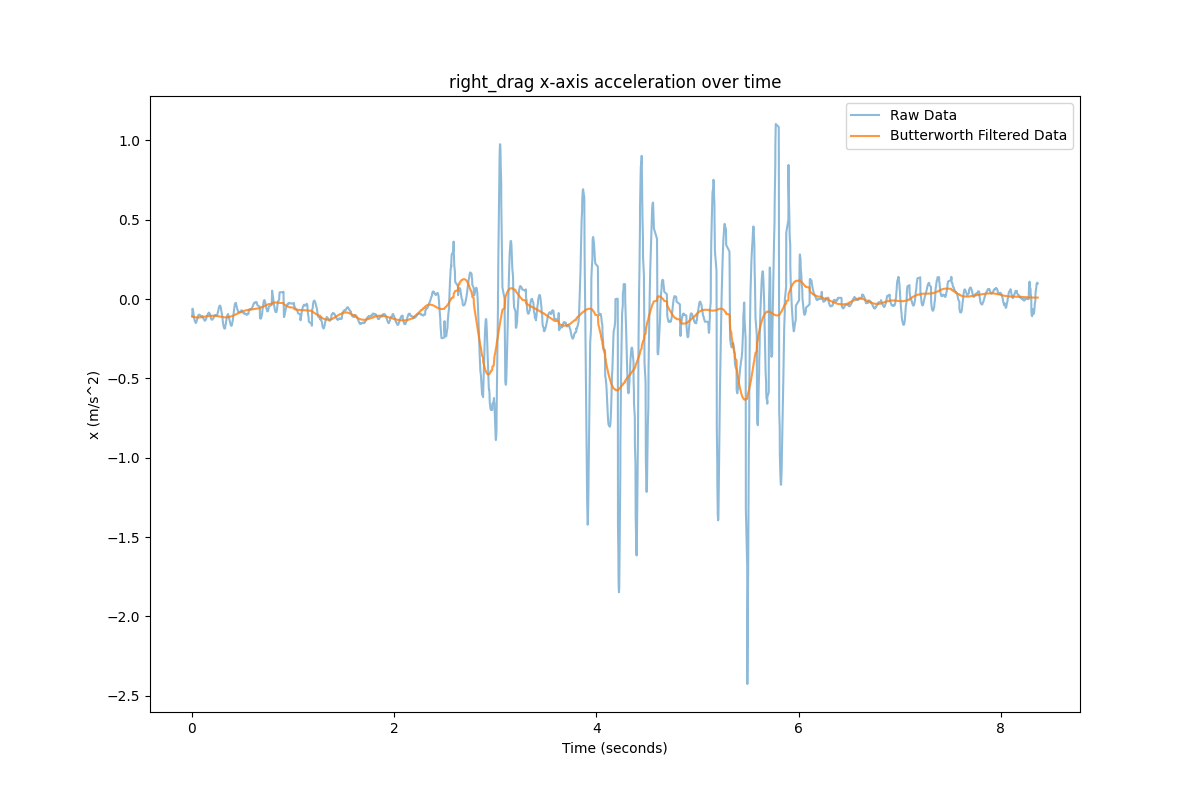 right_drag x-axis acceleration over time
Raw Data
Butterworth Filtered Data
1.0
0.5
0.0
−0.5
−1.0
−1.5
−2.0
−2.5
x (m/s^2)
0 2 4 6 8
Time (seconds)